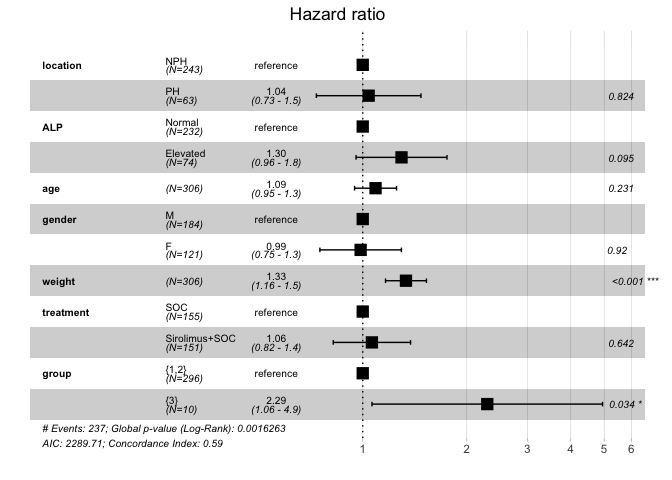 Hazard ratio
location NPH reference
(N=243)
PH 1.04 0.824
(N=63) (0.73 - 1.5)
ALP Normal reference
(N=232)
Elevated 1.30 0.095
(N=74) (0.96 - 1.8)
age (N=306) 1.09 0.231
(0.95 - 1.3)
gender M reference
(N=184)
F 0.99 0.92
(N=121) (0.75 - 1.3)
weight (N=306) 1.33 <0.001 ***
(1.16 - 1.5)
treatment SOC reference
(N=155)
Sirolimus+SOC 1.06 0.642
(N=151) (0.82 - 1.4)
group {1,2} reference
(N=296)
{3} 2.29 0.034 *
(N=10) (1.06 - 4.9)
# Events: 237; Global p-value (Log-Rank): 0.0016263
AIC: 2289.71; Concordance Index: 0.59
1 2 3 4 5 6